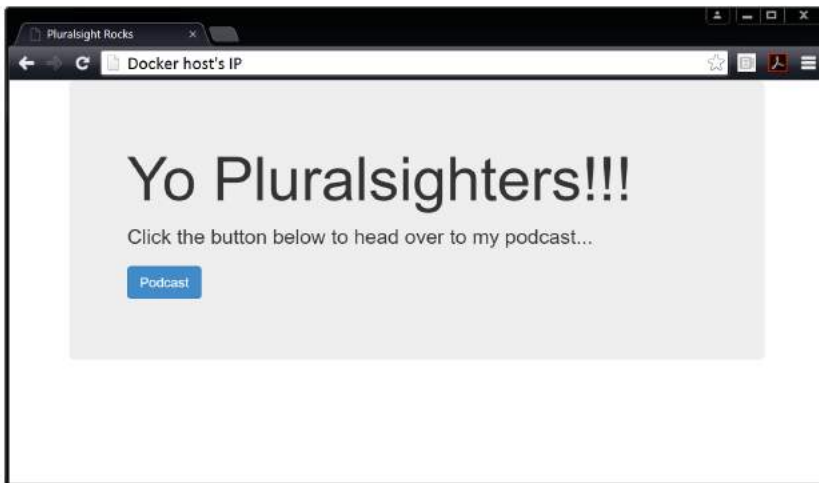 Pluralsight Rocks
Docker host's IP
Yo Pluralsighters!!!
Click the button below to head over to my podcast...
Podcast